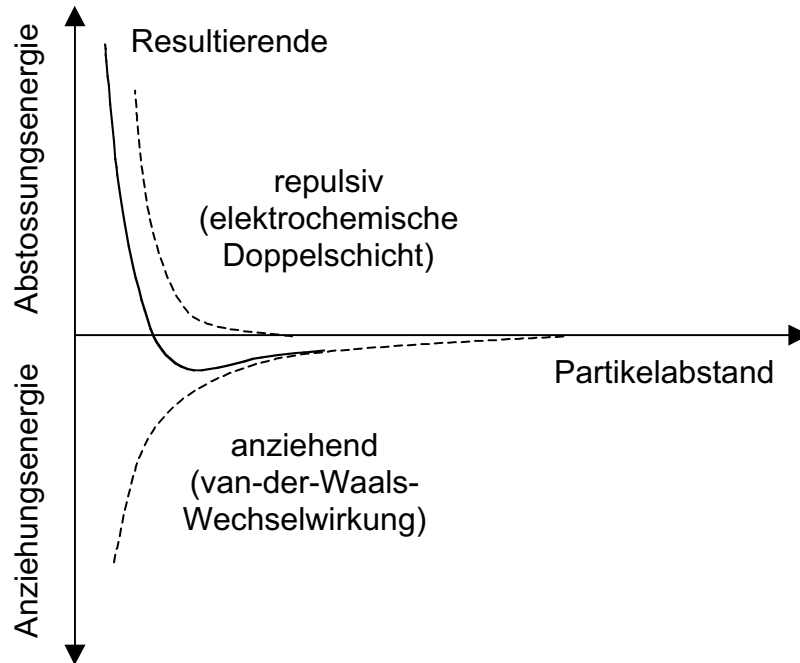 Abstossungsenergie
Resultierende
repulsiv
(elektrochemische
Doppelschicht)
Partikelabstand
Anziehungsenergie
anziehend
(van-der-Waals-
Wechselwirkung)